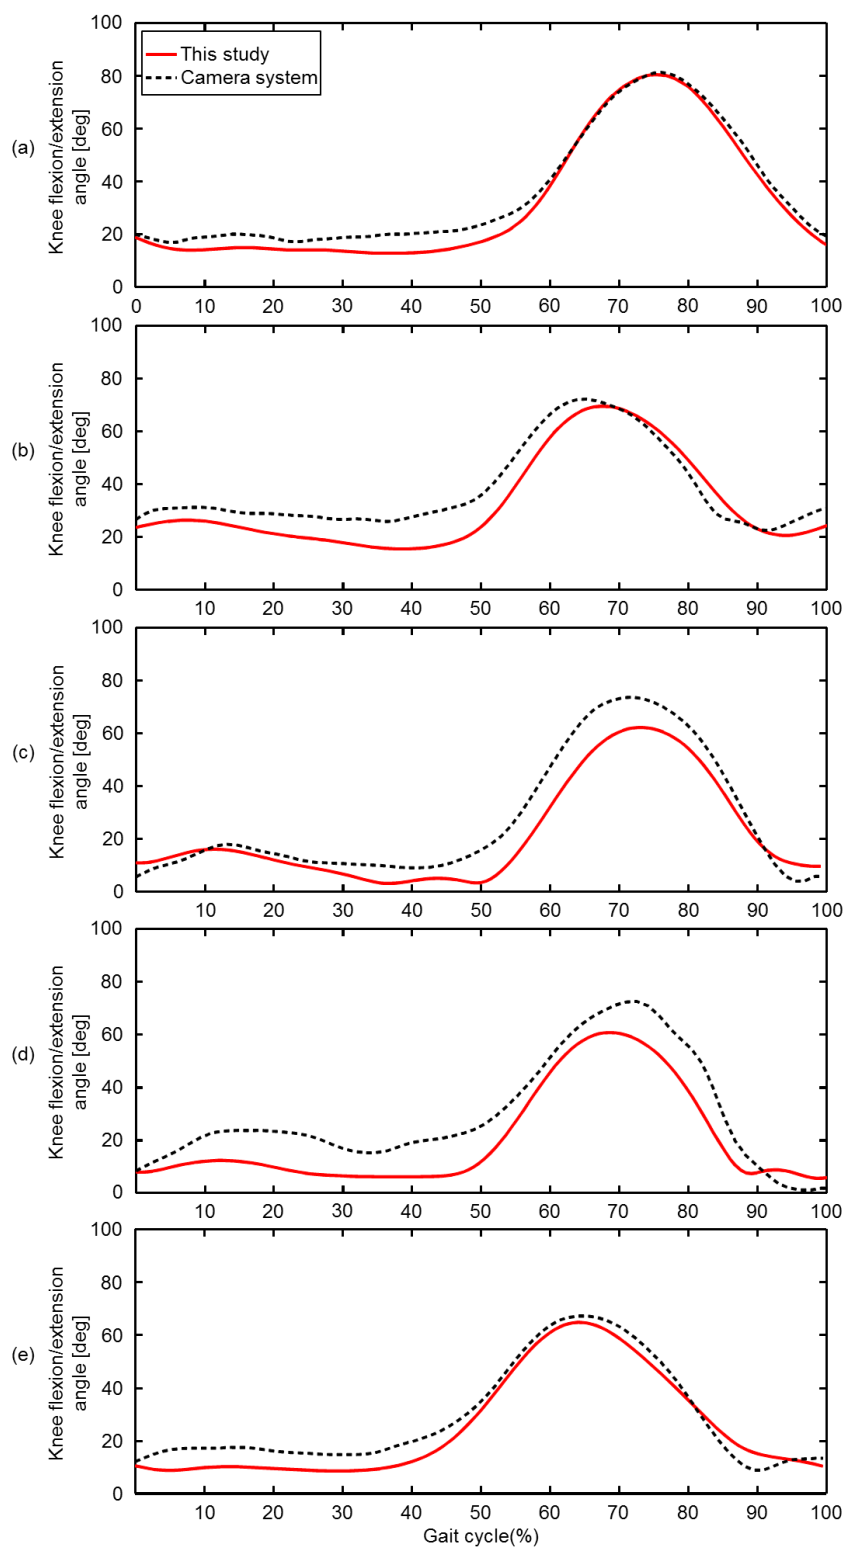 100
80
60
40
20
0
This study
Camera system
(a)
Knee flexion/extension
angle [deg]
0 10 20 30 40 50 60 70 80 90 100
100
80
60
40
20
0
(b)
Knee flexion/extension
angle [deg]
10 20 30 40 50 60 70 80 90 100
100
80
60
40
20
0
(c)
Knee flexion/extension
angle [deg]
10 20 30 40 50 60 70 80 90 100
100
80
60
40
20
0
(d)
Knee flexion/extension
angle [deg]
10 20 30 40 50 60 70 80 90 100
100
80
60
40
20
0
(e)
Knee flexion/extension
angle [deg]
10 20 30 40 50 60 70 80 90 100
Gait cycle(%)